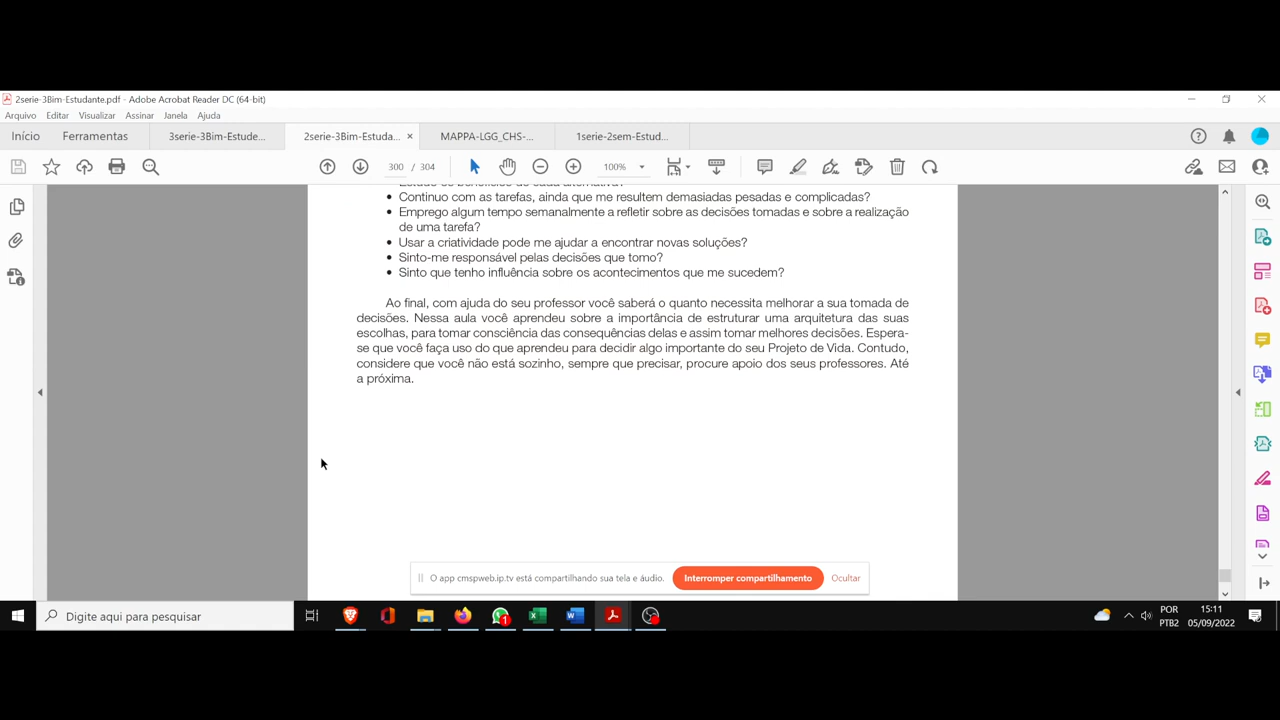 2serie-3Bim-Estudante.pdf - Adobe Acrobat Reader DC (64-bit)
Arquivo Editar Visualizar Assinar Janela Ajuda
Início Ferramentas 3serie-3Bim-Estude... 2serie-3Bim-Estuda... × MAPPA-LGG_CHS-... 1serie-2sem-Estud...
300 / 304 100%
Estudo os benefícios de cada alternativa?
• Continuo com as tarefas, ainda que me resultem demasiadas pesadas e complicadas?
• Emprego algum tempo semanalmente a refletir sobre as decisões tomadas e sobre a realização
de uma tarefa?
• Usar a criatividade pode me ajudar a encontrar novas soluções?
• Sinto-me responsável pelas decisões que tomo?
• Sinto que tenho influência sobre os acontecimentos que me sucedem?
Ao final, com ajuda do seu professor você saberá o quanto necessita melhorar a sua tomada de
decisões. Nessa aula você aprendeu sobre a importância de estruturar uma arquitetura das suas
escolhas, para tomar consciência das consequências delas e assim tomar melhores decisões. Espera-
se que você faça uso do que aprendeu para decidir algo importante do seu Projeto de Vida. Contudo,
considere que você não está sozinho, sempre que precisar, procure apoio dos seus professores. Até
a próxima.
O app cmspweb.ip.tv está compartilhando sua tela e áudio. Interromper compartilhamento Ocultar
Digite aqui para pesquisar
1
POR 15:11
PTB2 05/09/2022